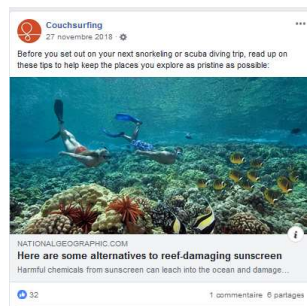 Couchsurfing
27 novembre 2018
Before you set out on your next snorkeling or scuba diving trip, read up on
these tips to help keep the places you explore as pristine as possible:
NATIONALGEOGRAPHIC.COM
Here are some alternatives to reef-damaging sunscreen
Harmful chemicals from sunscreen can leach into the ocean and damage...
32
1 commentaire 6 partages